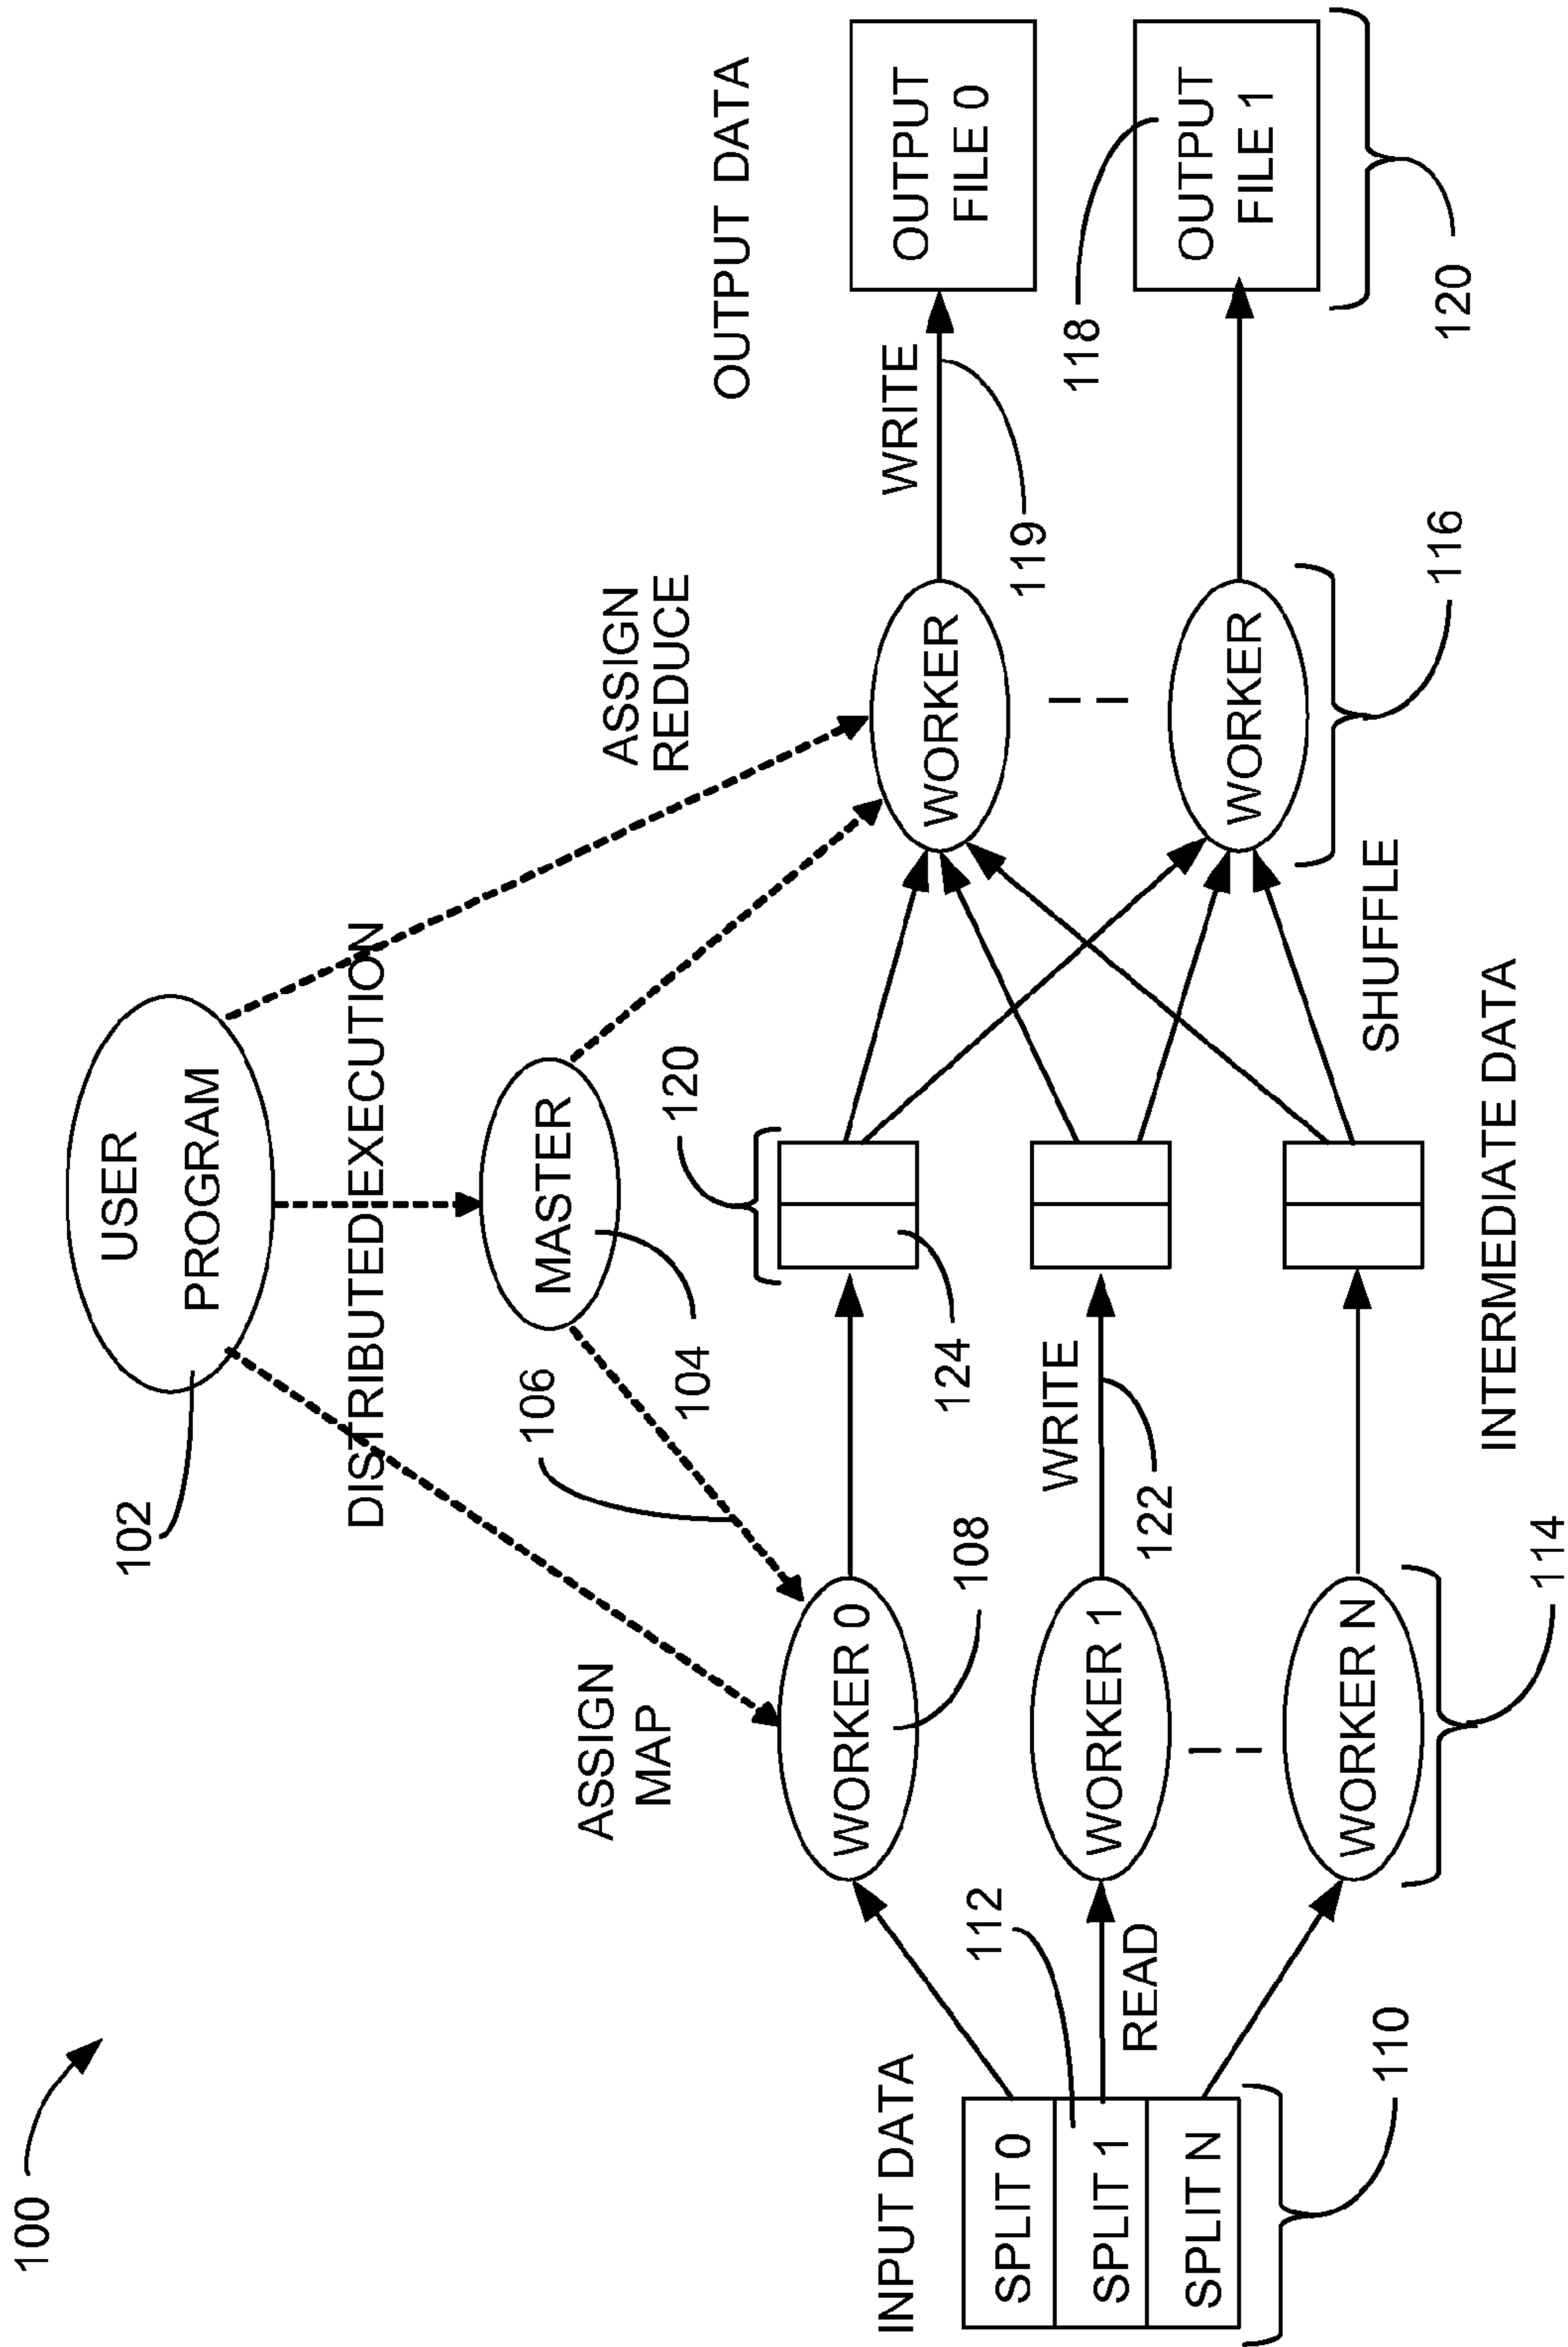 100
102
USER
PROGRAM
DISTRIBUTED EXECUTION
MASTER
104
106
ASSIGN
MAP
ASSIGN
REDUCE
OUTPUT DATA
INPUT DATA
SPLIT 0
SPLIT 1
SPLIT N
110
112
READ
WORKER 0
108
WORKER 1
WORKER N
114
WRITE
122
120
124
INTERMEDIATE DATA
SHUFFLE
WORKER
WORKER
116
WRITE
119
OUTPUT
FILE 0
118
OUTPUT
FILE 1
120